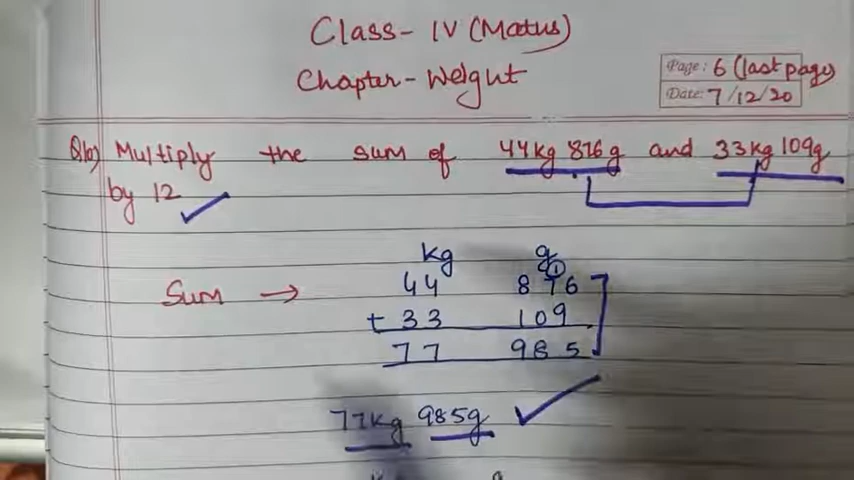 Class - IV (Maths)
Chapter - Weight
Page: 6 (last page)
Date: 7/12/20
Q10) Multiply the sum of 44kg 876g and 33kg 109g
by 12
kg g
1
Sum → 44 876
+ 33 109
77 985
77kg 985g